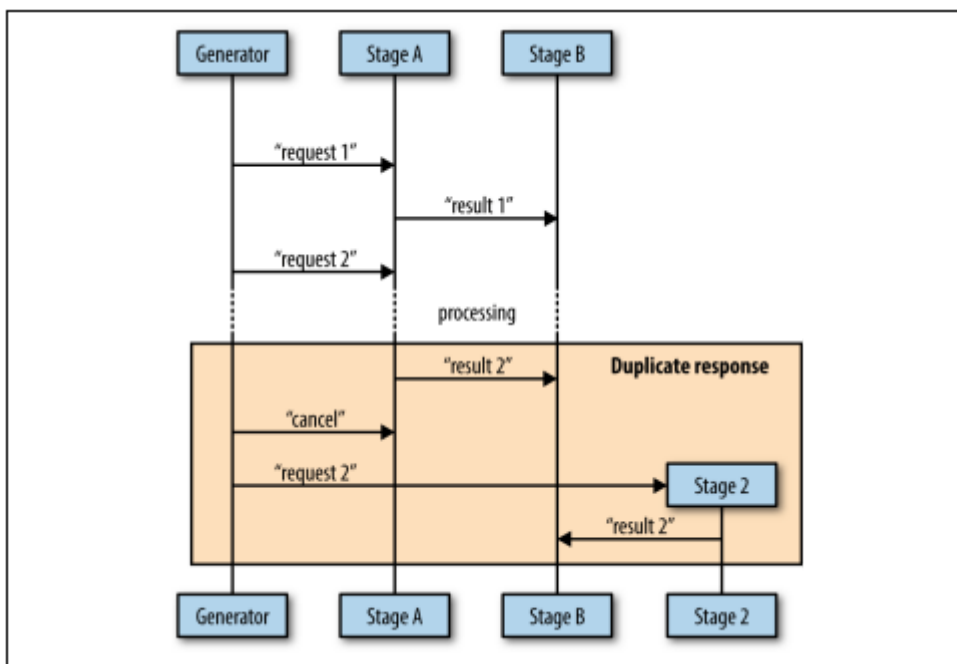 Generator
Stage A
Stage B
“request 1”
“result 1”
“request 2”
processing
“result 2”
Duplicate response
“cancel”
“request 2”
Stage 2
“result 2”
Generator
Stage A
Stage B
Stage 2